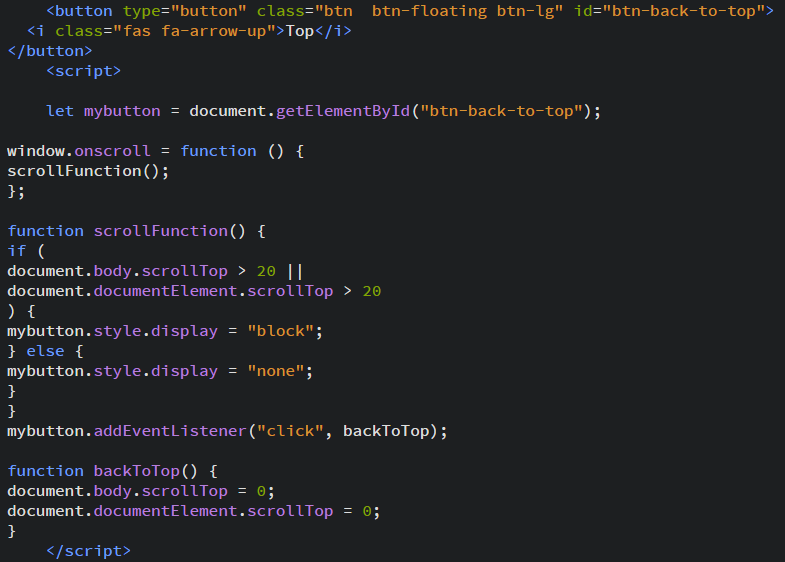 <button type="button" class="btn  btn-floating btn-lg" id="btn-back-to-top">
<i class="fas fa-arrow-up">Top</i>
</button>
<script>
let mybutton = document.getElementById("btn-back-to-top");
window.onscroll = function () {
scrollFunction();
};
function scrollFunction() {
if (
document.body.scrollTop > 20 ||
document.documentElement.scrollTop > 20
) {
mybutton.style.display = "block";
} else {
mybutton.style.display = "none";
}
}
mybutton.addEventListener("click", backToTop);
function backToTop() {
document.body.scrollTop = 0;
document.documentElement.scrollTop = 0;
}
</script>